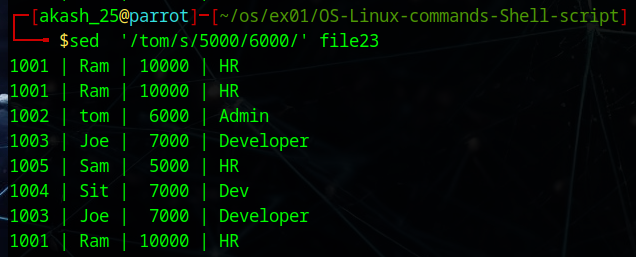 ┌─[akash_25@parrot]─[~/os/ex01/OS-Linux-commands-Shell-script]
└──╼ $sed  '/tom/s/5000/6000/' file23
1001 | Ram | 10000 | HR
1001 | Ram | 10000 | HR
1002 | tom |  6000 | Admin
1003 | Joe |  7000 | Developer
1005 | Sam |  5000 | HR
1004 | Sit |  7000 | Dev
1003 | Joe |  7000 | Developer
1001 | Ram | 10000 | HR